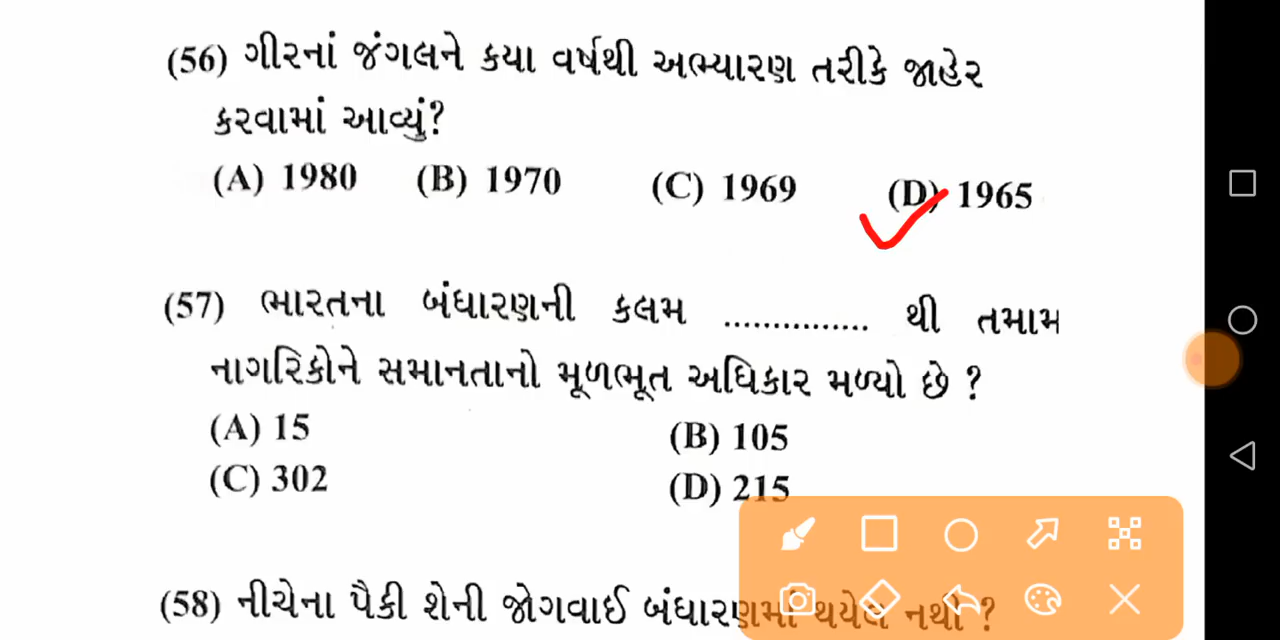 (56) ગીરનાં જંગલને કયા વર્ષથી અભ્યારણ તરીકે જાહેર
કરવામાં આવ્યું?
(A) 1980 (B) 1970 (C) 1969 (D) 1965
(57) ભારતના બંધારણની કલમ ............... થી તમામ
નાગરિકોને સમાનતાનો મૂળભૂત અધિકાર મળ્યો છે ?
(A) 15 (B) 105
(C) 302 (D) 215
(58) નીચેના પૈકી શેની જોગવાઈ બંધારણમાં થયેલ નથી ?